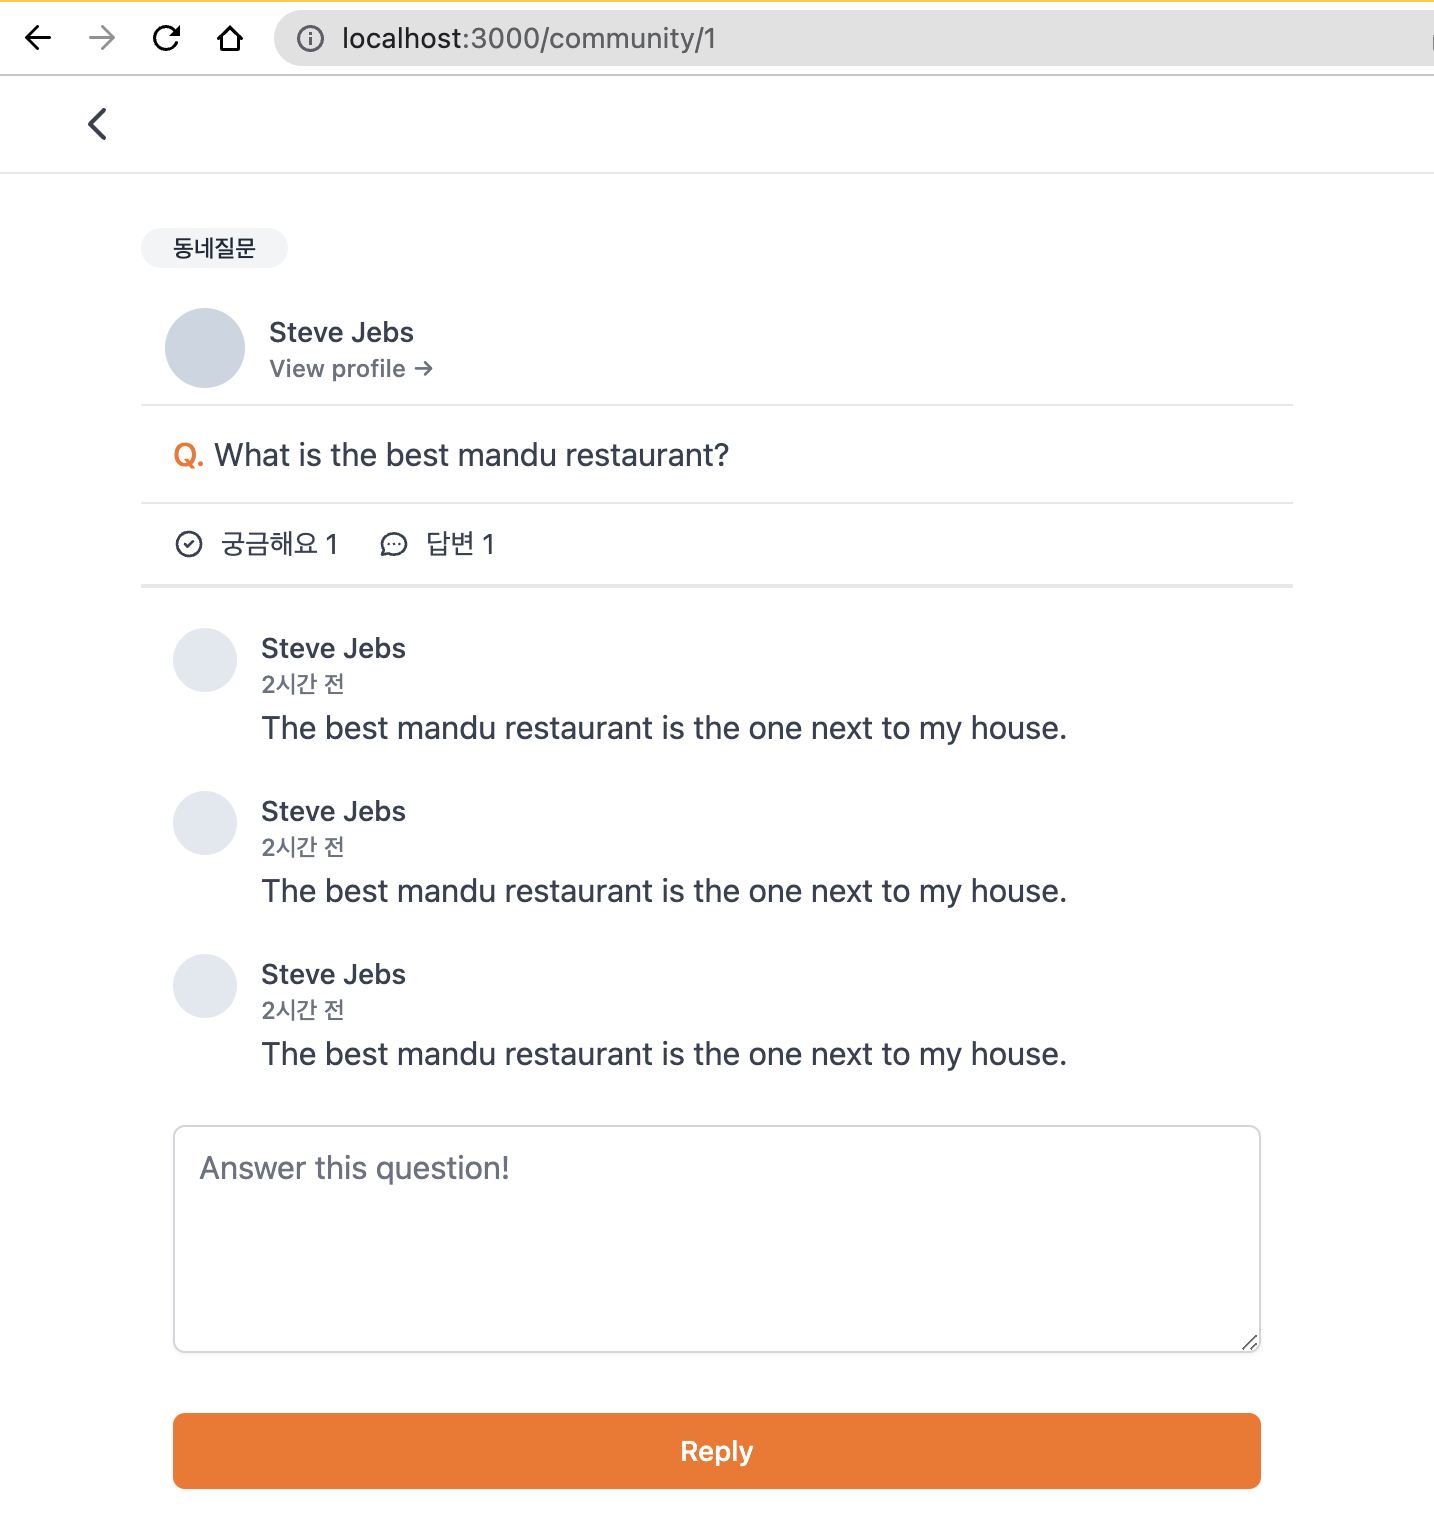 localhost:3000/community/1
동네질문
Steve Jebs
View profile →
Q. What is the best mandu restaurant?
궁금해요 1 답변 1
Steve Jebs
2시간 전
The best mandu restaurant is the one next to my house.
Steve Jebs
2시간 전
The best mandu restaurant is the one next to my house.
Steve Jebs
2시간 전
The best mandu restaurant is the one next to my house.
Answer this question!
Reply